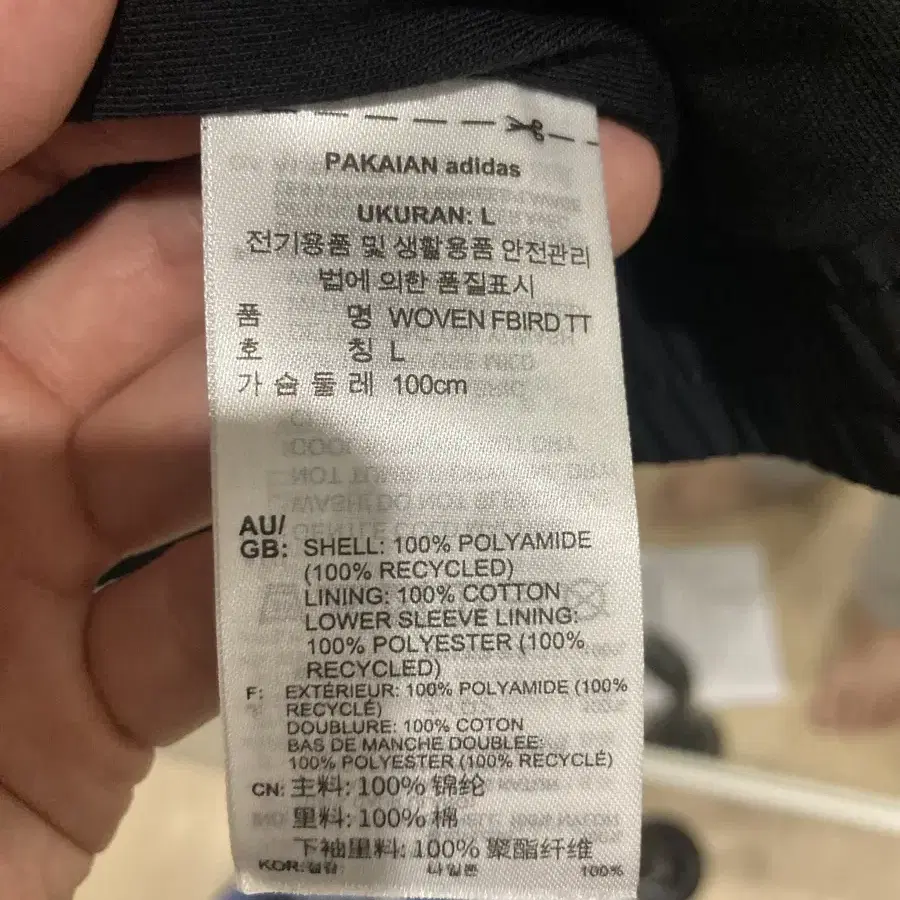 PAKAIAN adidas
UKURAN: L
전기용품 및 생활용품 안전관리
법에 의한 품질표시
품 명 WOVEN FBIRD TT
호 칭 L
가 슴 둘 레 100cm
AU/
GB: SHELL: 100% POLYAMIDE
(100% RECYCLED)
LINING: 100% COTTON
LOWER SLEEVE LINING:
100% POLYESTER (100%
RECYCLED)
F: EXTÉRIEUR: 100% POLYAMIDE (100%
RECYCLÉ)
DOUBLURE: 100% COTON
BAS DE MANCHE DOUBLEE:
100% POLYESTER (100% RECYCLÉ)
CN: 主料: 100% 锦纶
里料: 100% 棉
下袖里料: 100% 聚酯纤维
KOR: 100%